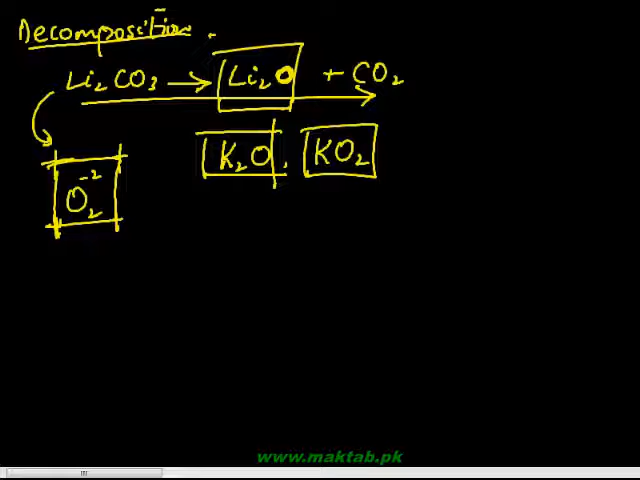 Decomposition
Li₂CO₃ → Li₂O + CO₂
K₂O, KO₂
O₂⁻²
www.maktab.pk